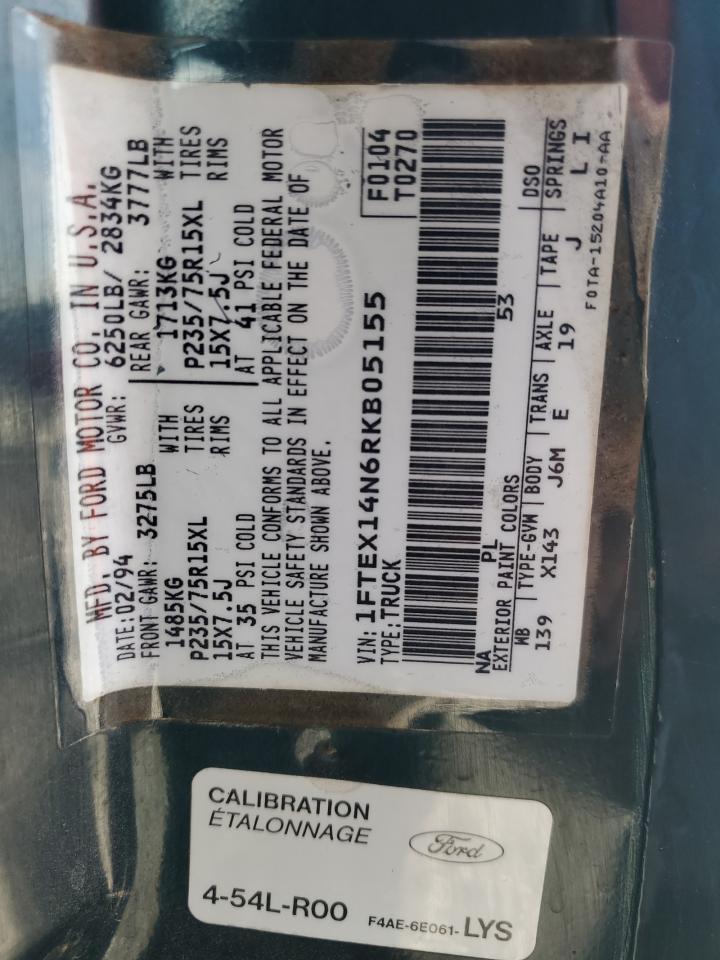 MFD. BY FORD MOTOR CO. IN U.S.A.
DATE:02/94 GVWR: 6250LB/ 2834KG
FRONT GAWR: 3275LB REAR GAWR: 3777LB
1485KG WITH 1713KG WITH
P235/75R15XL TIRES P235/75R15XL TIRES
15X7.5J RIMS 15X7.5J RIMS
AT 35 PSI COLD AT 41 PSI COLD
THIS VEHICLE CONFORMS TO ALL APPLICABLE FEDERAL MOTOR
VEHICLE SAFETY STANDARDS IN EFFECT ON THE DATE OF
MANUFACTURE SHOWN ABOVE.
F0104
VIN: 1FTEX14N6RKB05155 T0270
TYPE: TRUCK
NA PL 53
EXTERIOR PAINT COLORS DSO
WB TYPE-GVW BODY TRANS AXLE TAPE SPRINGS
139 X143 J6M E 19 J L I
F0TA-15204A10-AA
CALIBRATION
ÉTALONNAGE
Ford
4-54L-R00 F4AE-6E061-LYS